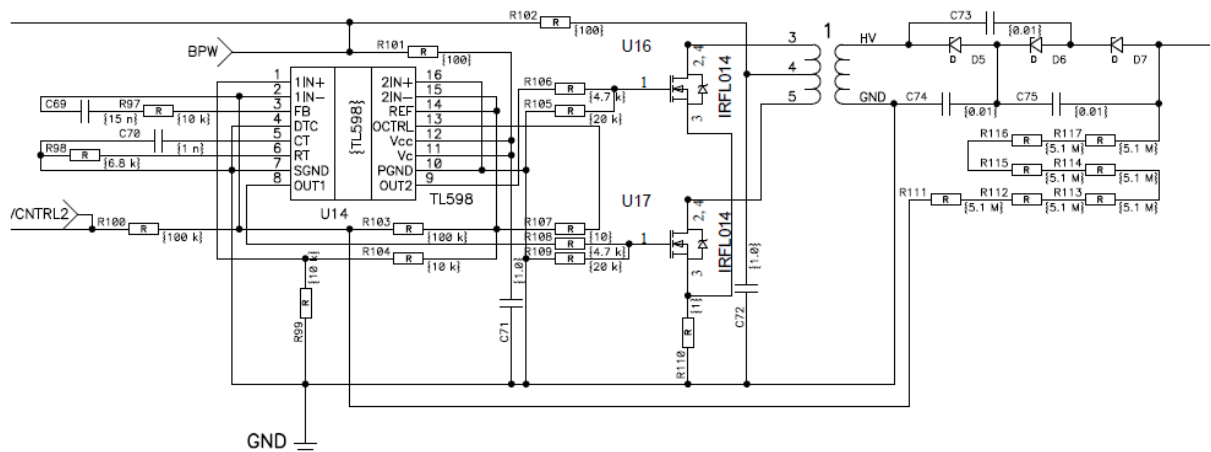 R102
{100}
BPW
R101
{100}
C73
{0.01}
U16
3
1
HV
2, 4
4
D
D5
D
D6
D
D7
1
IRFL014
5
GND
C74
{0.01}
C75
{0.01}
3
1
1IN+
2IN+
16
2
1IN-
2IN-
15
3
FB
REF
14
4
DTC
OCTRL
13
5
CT
Vcc
12
6
RT
Vc
11
7
SGND
PGND
10
8
OUT1
OUT2
9
{TL598}
U14
TL598
C69
{15 n}
R97
R
{10 k}
C70
{1 n}
R98
R
{6.8 k}
R106
R
{4.7 k}
R105
R
{20 k}
R116
R
{5.1 M}
R117
R
{5.1 M}
R115
R
{5.1 M}
R114
R
{5.1 M}
R111
R
{5.1 M}
R112
R
{5.1 M}
R113
R
{5.1 M}
/CNTRL2
R100
R
{100 k}
R103
R
{100 k}
R104
R
{10 k}
R107
R
{10}
R108
R
{4.7 k}
R109
R
{20 k}
U17
2, 4
1
IRFL014
3
{10 k}
R
R99
{1.0}
C71
{1}
R
R110
{1.0}
C72
GND